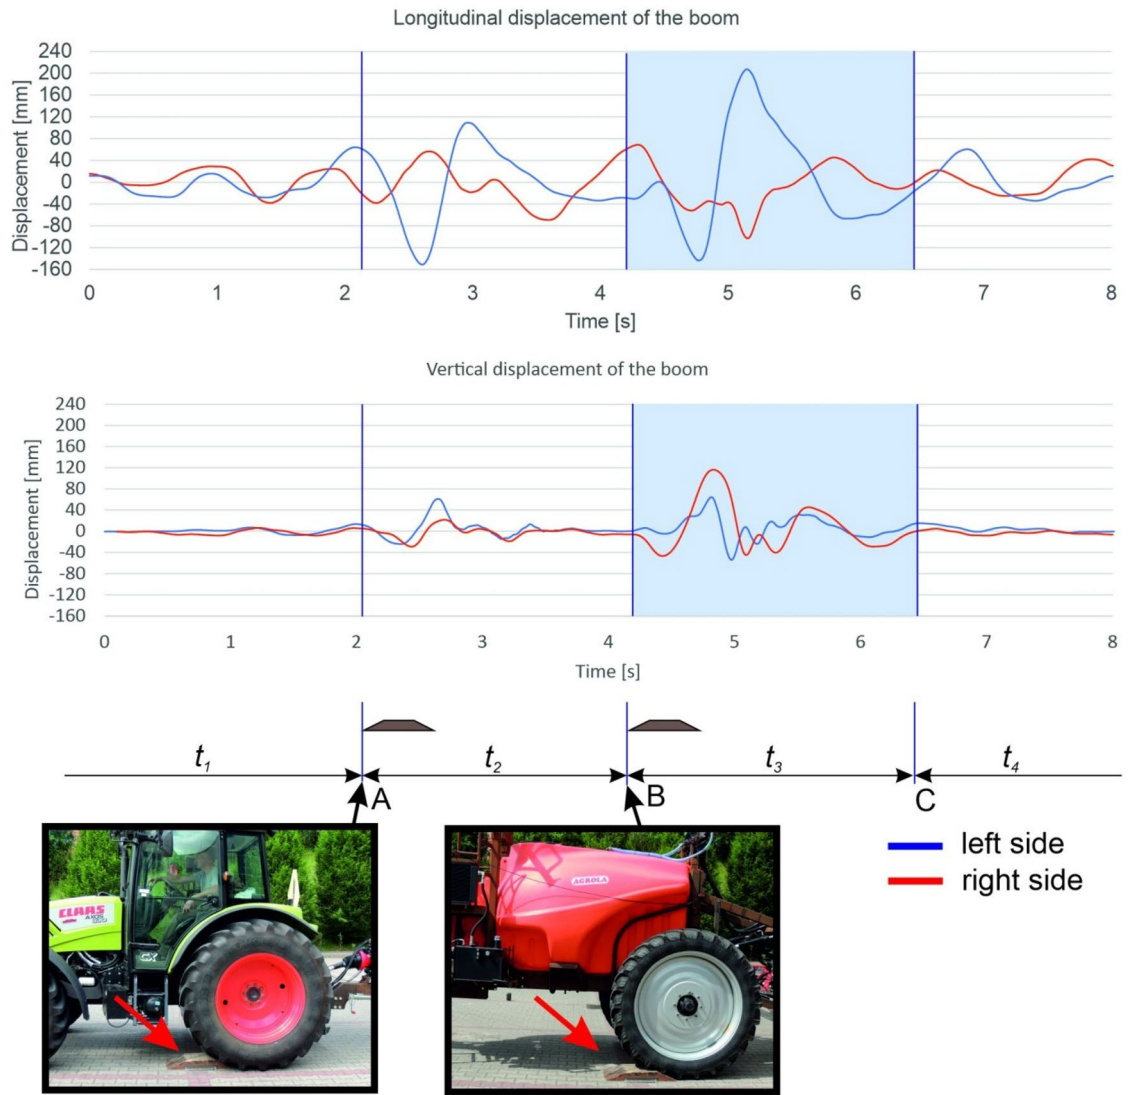 Longitudinal displacement of the boom
Displacement [mm]
240
200
160
120
80
40
0
-40
-80
-120
-160
0 1 2 3 4 5 6 7 8
Time [s]
Vertical displacement of the boom
Displacement [mm]
240
200
160
120
80
40
0
-40
-80
-120
-160
0 1 2 3 4 5 6 7 8
Time [s]
t1 t2 t3 t4
A B C
CLAAS
CX
AGROLA
left side
right side